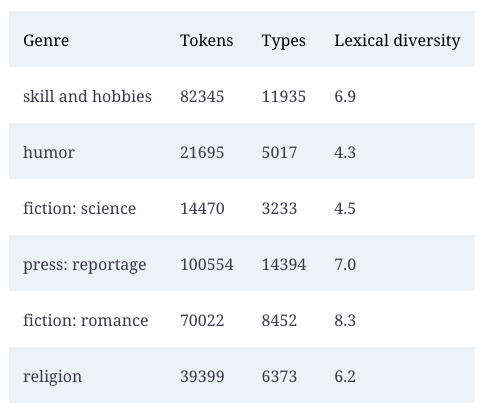 Genre Tokens Types Lexical diversity
skill and hobbies 82345 11935 6.9
humor 21695 5017 4.3
fiction: science 14470 3233 4.5
press: reportage 100554 14394 7.0
fiction: romance 70022 8452 8.3
religion 39399 6373 6.2